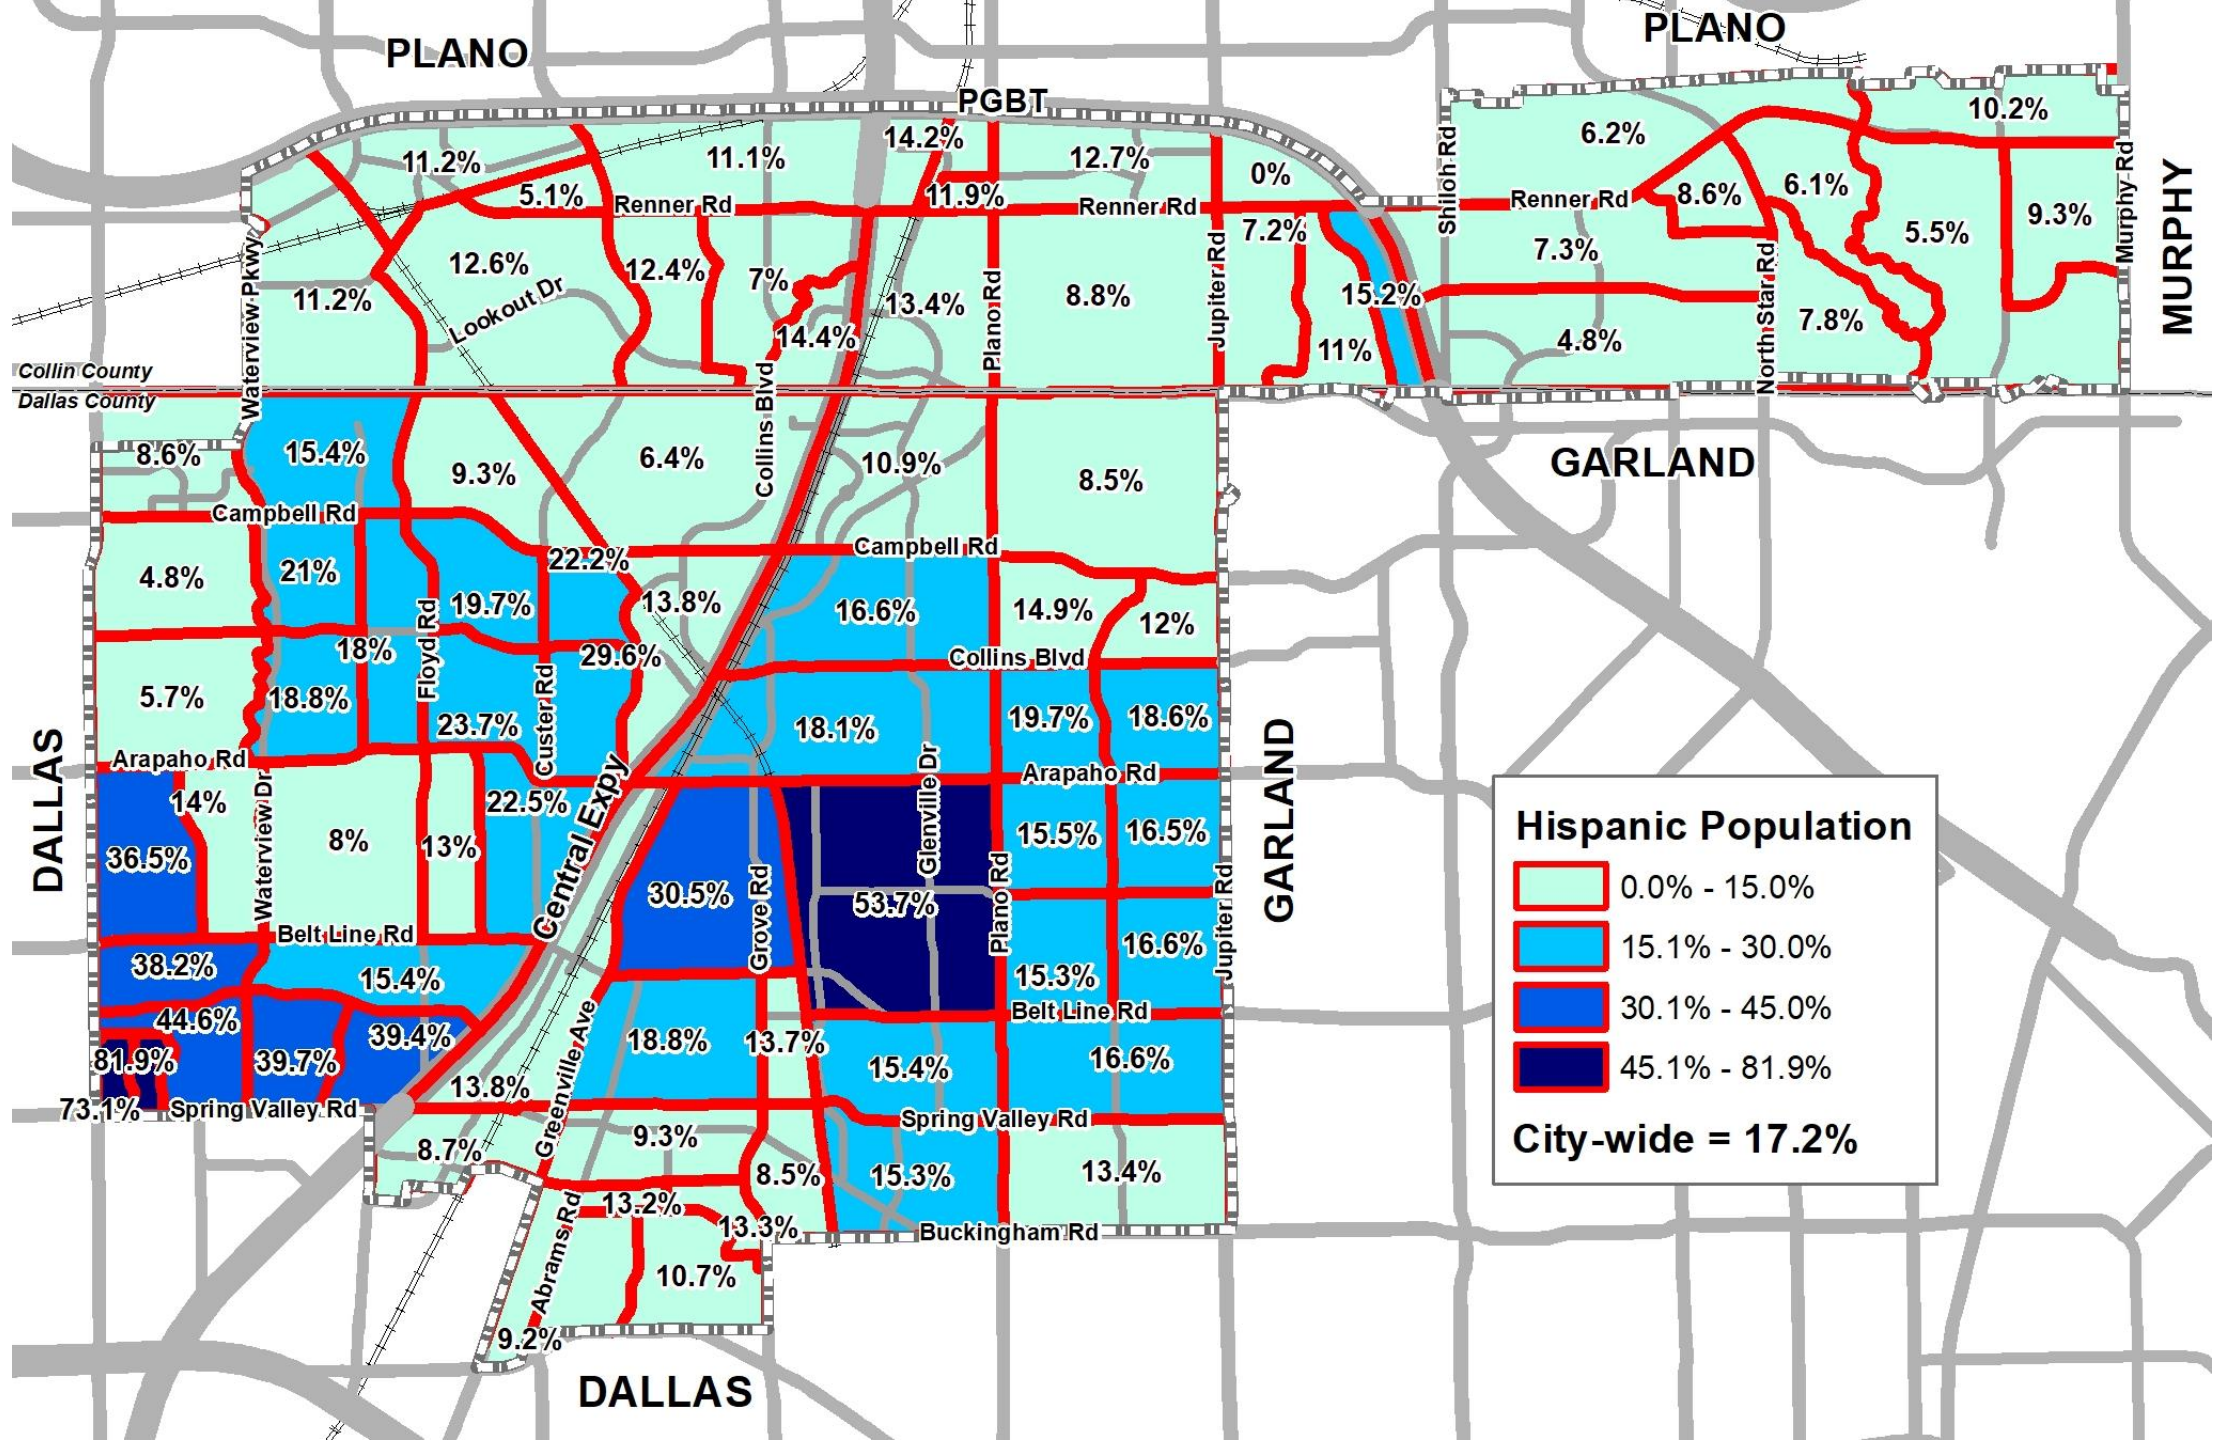 PLANO
PLANO
PGBT
14.2%
10.2%
6.2%
11.2%
11.1%
12.7%
0%
Shiloh Rd
Murphy Rd
MURPHY
5.1%
Renner Rd
11.9%
Renner Rd
Renner Rd
8.6%
6.1%
9.3%
7.2%
5.5%
Waterview Pkwy
12.6%
12.4%
7%
7.3%
11.2%
Lookout Dr
13.4%
Plano Rd
8.8%
Jupiter Rd
15.2%
North Star Rd
7.8%
14.4%
11%
4.8%
Collin County
Dallas County
Collins Blvd
8.6%
15.4%
9.3%
6.4%
10.9%
8.5%
GARLAND
Campbell Rd
Campbell Rd
22.2%
4.8%
21%
19.7%
13.8%
16.6%
14.9%
12%
Floyd Rd
18%
29.6%
Collins Blvd
5.7%
18.8%
23.7%
Custer Rd
18.1%
19.7%
18.6%
DALLAS
Arapaho Rd
Arapaho Rd
GARLAND
14%
22.5%
Central Expy
Glenville Dr
36.5%
Waterview Dr
8%
13%
15.5%
16.5%
30.5%
Grove Rd
53.7%
Plano Rd
Jupiter Rd
Belt Line Rd
16.6%
38.2%
15.4%
15.3%
44.6%
39.4%
Belt Line Rd
81.9%
39.7%
18.8%
13.7%
15.4%
16.6%
13.8%
Greenville Ave
73.1%
Spring Valley Rd
Spring Valley Rd
8.7%
9.3%
8.5%
15.3%
13.4%
Abrams Rd
13.2%
13.3%
Buckingham Rd
10.7%
9.2%
DALLAS
Hispanic Population
0.0% - 15.0%
15.1% - 30.0%
30.1% - 45.0%
45.1% - 81.9%
City-wide = 17.2%